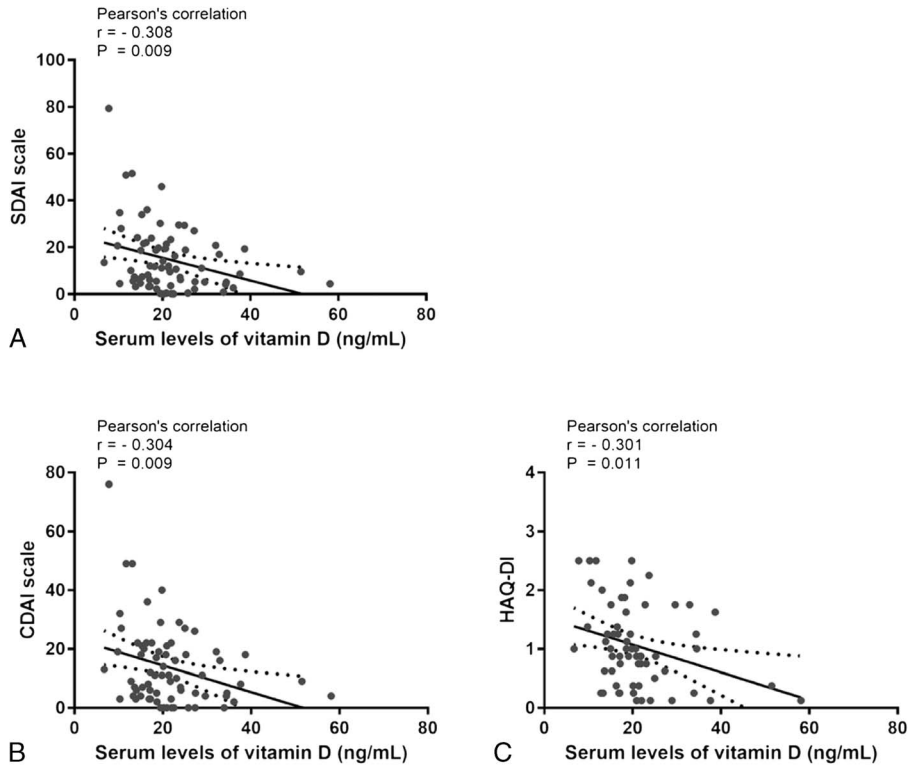 Pearson's correlation
r = - 0.308
P = 0.009
100
80
60
40
20
0
SDAI scale
0 20 40 60 80
Serum levels of vitamin D (ng/mL)
A
Pearson's correlation
r = - 0.304
P = 0.009
80
60
40
20
0
CDAI scale
0 20 40 60 80
Serum levels of vitamin D (ng/mL)
B
Pearson's correlation
r = - 0.301
P = 0.011
4
3
2
1
0
HAQ-DI
0 20 40 60 80
Serum levels of vitamin D (ng/mL)
C